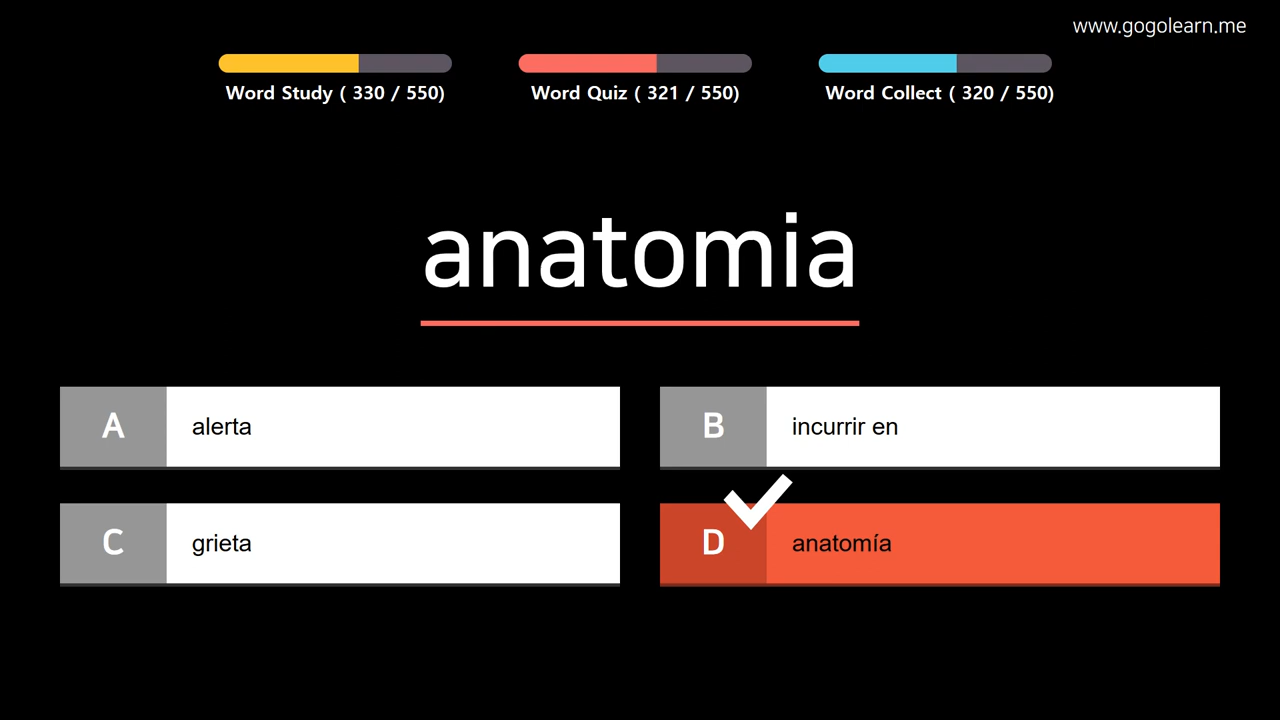 www.gogolearn.me
Word Study ( 330 / 550)
Word Quiz ( 321 / 550)
Word Collect ( 320 / 550)
anatomia
A alerta
B incurrir en
C grieta
D anatomía